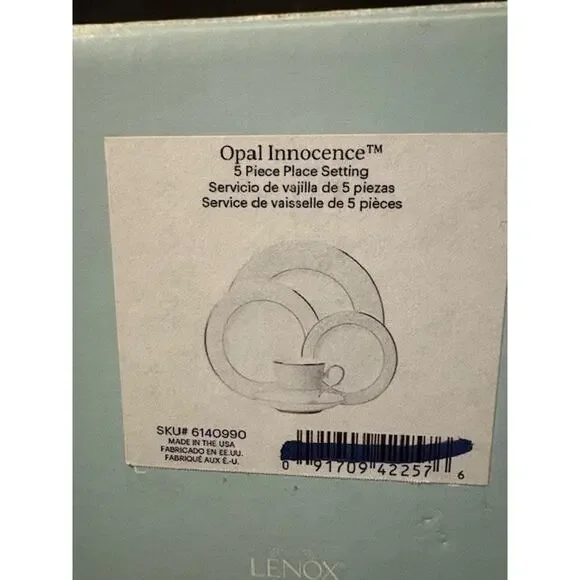 Opal Innocence™
5 Piece Place Setting
Servicio de vajilla de 5 piezas
Service de vaisselle de 5 pièces
SKU# 6140990
MADE IN THE USA
FABRICADO EN EE.UU.
FABRIQUÉ AUX É.-U.
0 91709 42257 6
LENOX